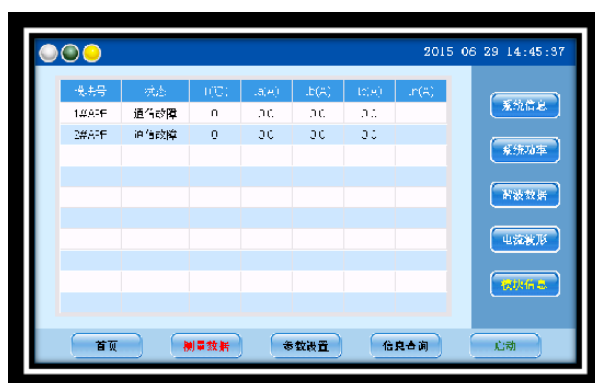 2015 06 29 14:45:37
模块号 状态 T(℃) Ia(A) Ib(A) Ic(A) In(A)
1#APF 通信故障 0 0.0 0.0 0.0
2#APF 通信故障 0 0.0 0.0 0.0
系统信息
系统功率
谐波数据
电流波形
模块信息
首页 测量数据 参数设置 信息查询 启动